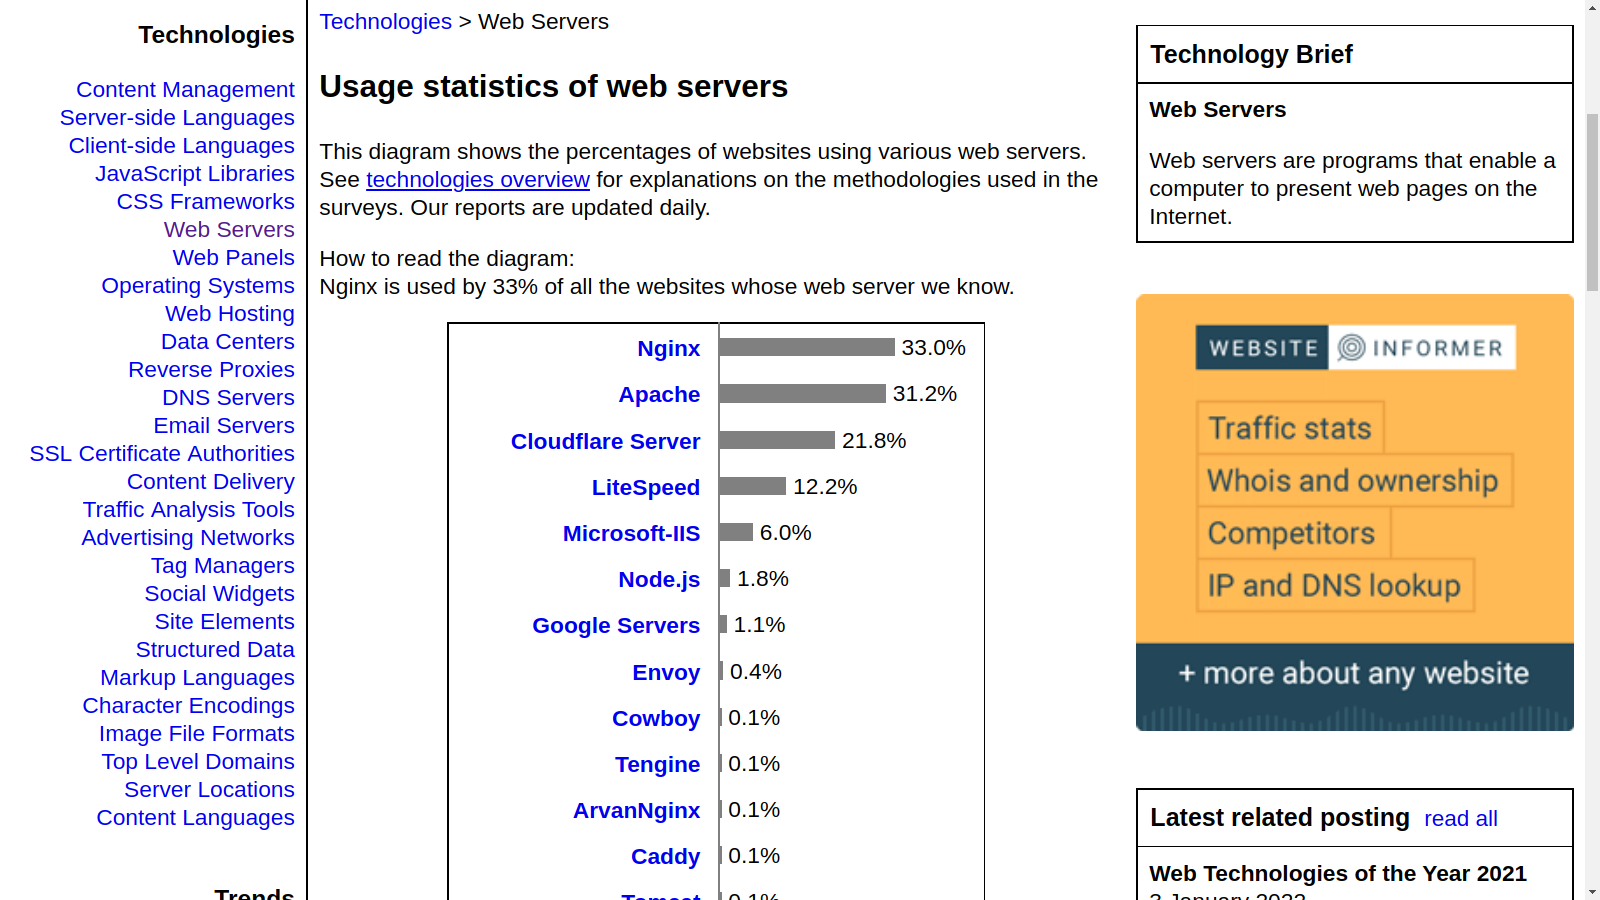 Technologies
Content Management
Server-side Languages
Client-side Languages
JavaScript Libraries
CSS Frameworks
Web Servers
Web Panels
Operating Systems
Web Hosting
Data Centers
Reverse Proxies
DNS Servers
Email Servers
SSL Certificate Authorities
Content Delivery
Traffic Analysis Tools
Advertising Networks
Tag Managers
Social Widgets
Site Elements
Structured Data
Markup Languages
Character Encodings
Image File Formats
Top Level Domains
Server Locations
Content Languages
Trends
Technologies > Web Servers
Usage statistics of web servers
This diagram shows the percentages of websites using various web servers.
See technologies overview for explanations on the methodologies used in the
surveys. Our reports are updated daily.
How to read the diagram:
Nginx is used by 33% of all the websites whose web server we know.
Nginx 33.0%
Apache 31.2%
Cloudflare Server 21.8%
LiteSpeed 12.2%
Microsoft-IIS 6.0%
Node.js 1.8%
Google Servers 1.1%
Envoy 0.4%
Cowboy 0.1%
Tengine 0.1%
ArvanNginx 0.1%
Caddy 0.1%
Tomcat 0.1%
Technology Brief
Web Servers
Web servers are programs that enable a
computer to present web pages on the
Internet.
WEBSITE INFORMER
Traffic stats
Whois and ownership
Competitors
IP and DNS lookup
+ more about any website
Latest related posting read all
Web Technologies of the Year 2021
3 January 2022